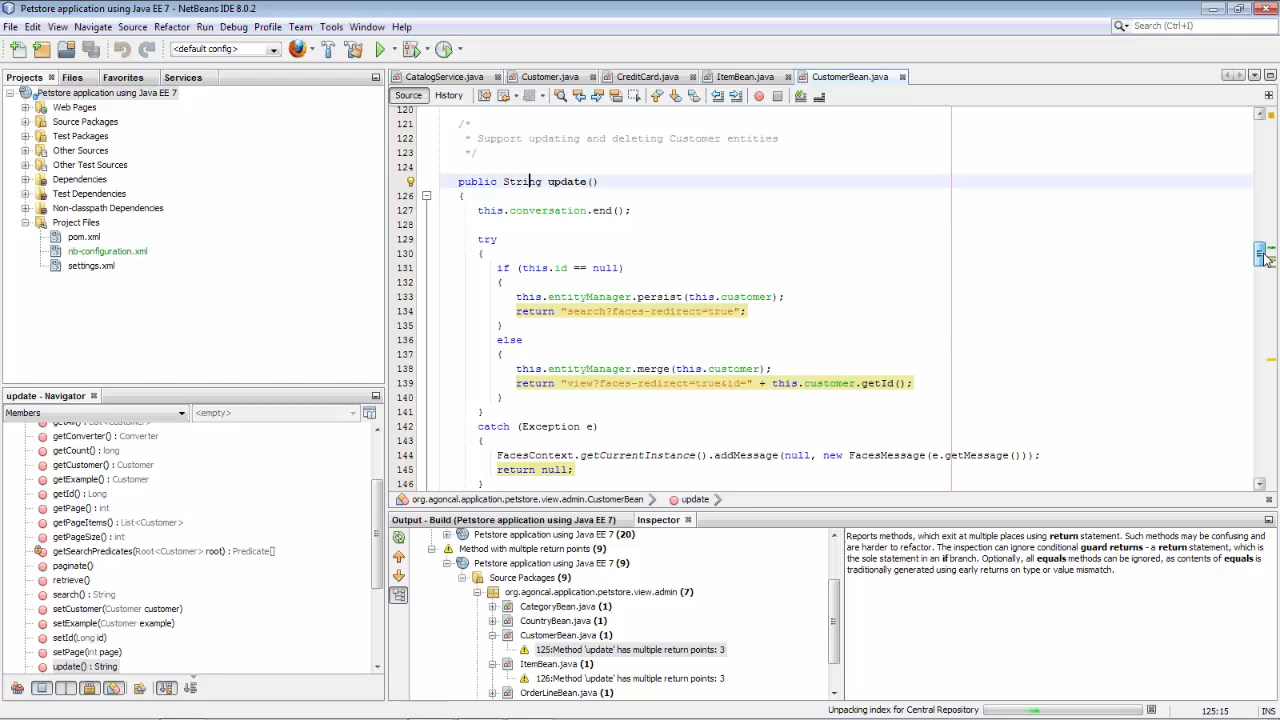 Petstore application using Java EE 7 - NetBeans IDE 8.0.2
File Edit View Navigate Source Refactor Run Debug Profile Team Tools Window Help
Search (Ctrl+I)
<default config>
Projects Files Favorites Services
Petstore application using Java EE 7
Web Pages
Source Packages
Test Packages
Other Sources
Other Test Sources
Dependencies
Test Dependencies
Non-classpath Dependencies
Project Files
pom.xml
nb-configuration.xml
settings.xml
update - Navigator
Members <empty>
getAll() : List<Customer>
getConverter() : Converter
getCount() : long
getCustomer() : Customer
getExample() : Customer
getId() : Long
getPage() : int
getPageItems() : List<Customer>
getPageSize() : int
getSearchPredicates(Root<Customer> root) : Predicate[]
paginate()
retrieve()
search() : String
setCustomer(Customer customer)
setExample(Customer example)
setId(Long id)
setPage(int page)
update() : String
CatalogService.java Customer.java CreditCard.java ItemBean.java CustomerBean.java
Source History
120
121 /*
122 * Support updating and deleting Customer entities
123 */
124
public String update()
126 {
127 this.conversation.end();
128
129 try
130 {
131 if (this.id == null)
132 {
133 this.entityManager.persist(this.customer);
134 return "search?faces-redirect=true";
135 }
136 else
137 {
138 this.entityManager.merge(this.customer);
139 return "view?faces-redirect=true&id=" + this.customer.getId();
140 }
141 }
142 catch (Exception e)
143 {
144 FacesContext.getCurrentInstance().addMessage(null, new FacesMessage(e.getMessage()));
145 return null;
146 }
org.agoncal.application.petstore.view.admin.CustomerBean update
Output - Build (Petstore application using Java EE 7) Inspector
Petstore application using Java EE 7 (20)
Method with multiple return points (9)
Petstore application using Java EE 7 (9)
Source Packages (9)
org.agoncal.application.petstore.view.admin (7)
CategoryBean.java (1)
CountryBean.java (1)
CustomerBean.java (1)
125:Method 'update' has multiple return points: 3
ItemBean.java (1)
126:Method 'update' has multiple return points: 3
OrderLineBean.java (1)
Reports methods, which exit at multiple places using return statement. Such methods may be confusing and
are harder to refactor. The inspection can ignore conditional guard returns - a return statement, which is
the sole statement in an if branch. Optionally, all equals methods can be ignored, as contents of equals is
traditionally generated using early returns on type or value mismatch.
Unpacking index for Central Repository 125:15 INS